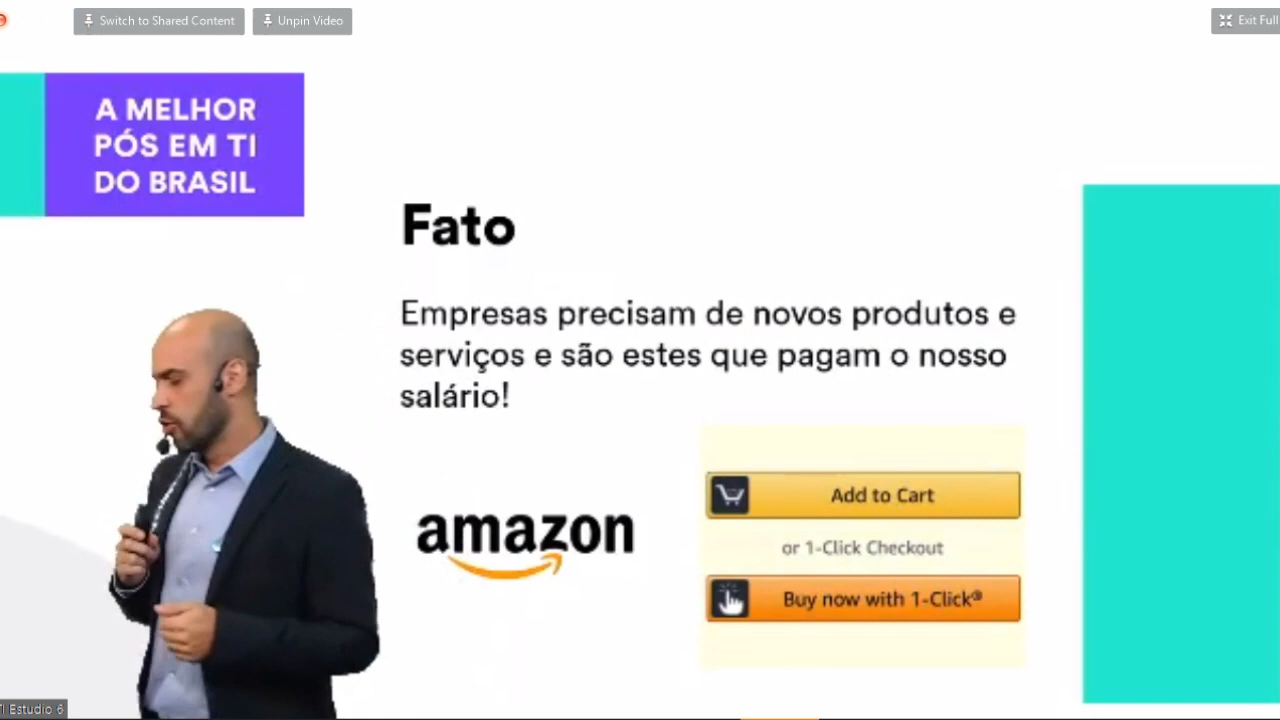 Switch to Shared Content
Unpin Video
Exit Full
A MELHOR
PÓS EM TI
DO BRASIL
Fato
Empresas precisam de novos produtos e
serviços e são estes que pagam o nosso
salário!
amazon
Add to Cart
or 1-Click Checkout
Buy now with 1-Click®
Estudio 6